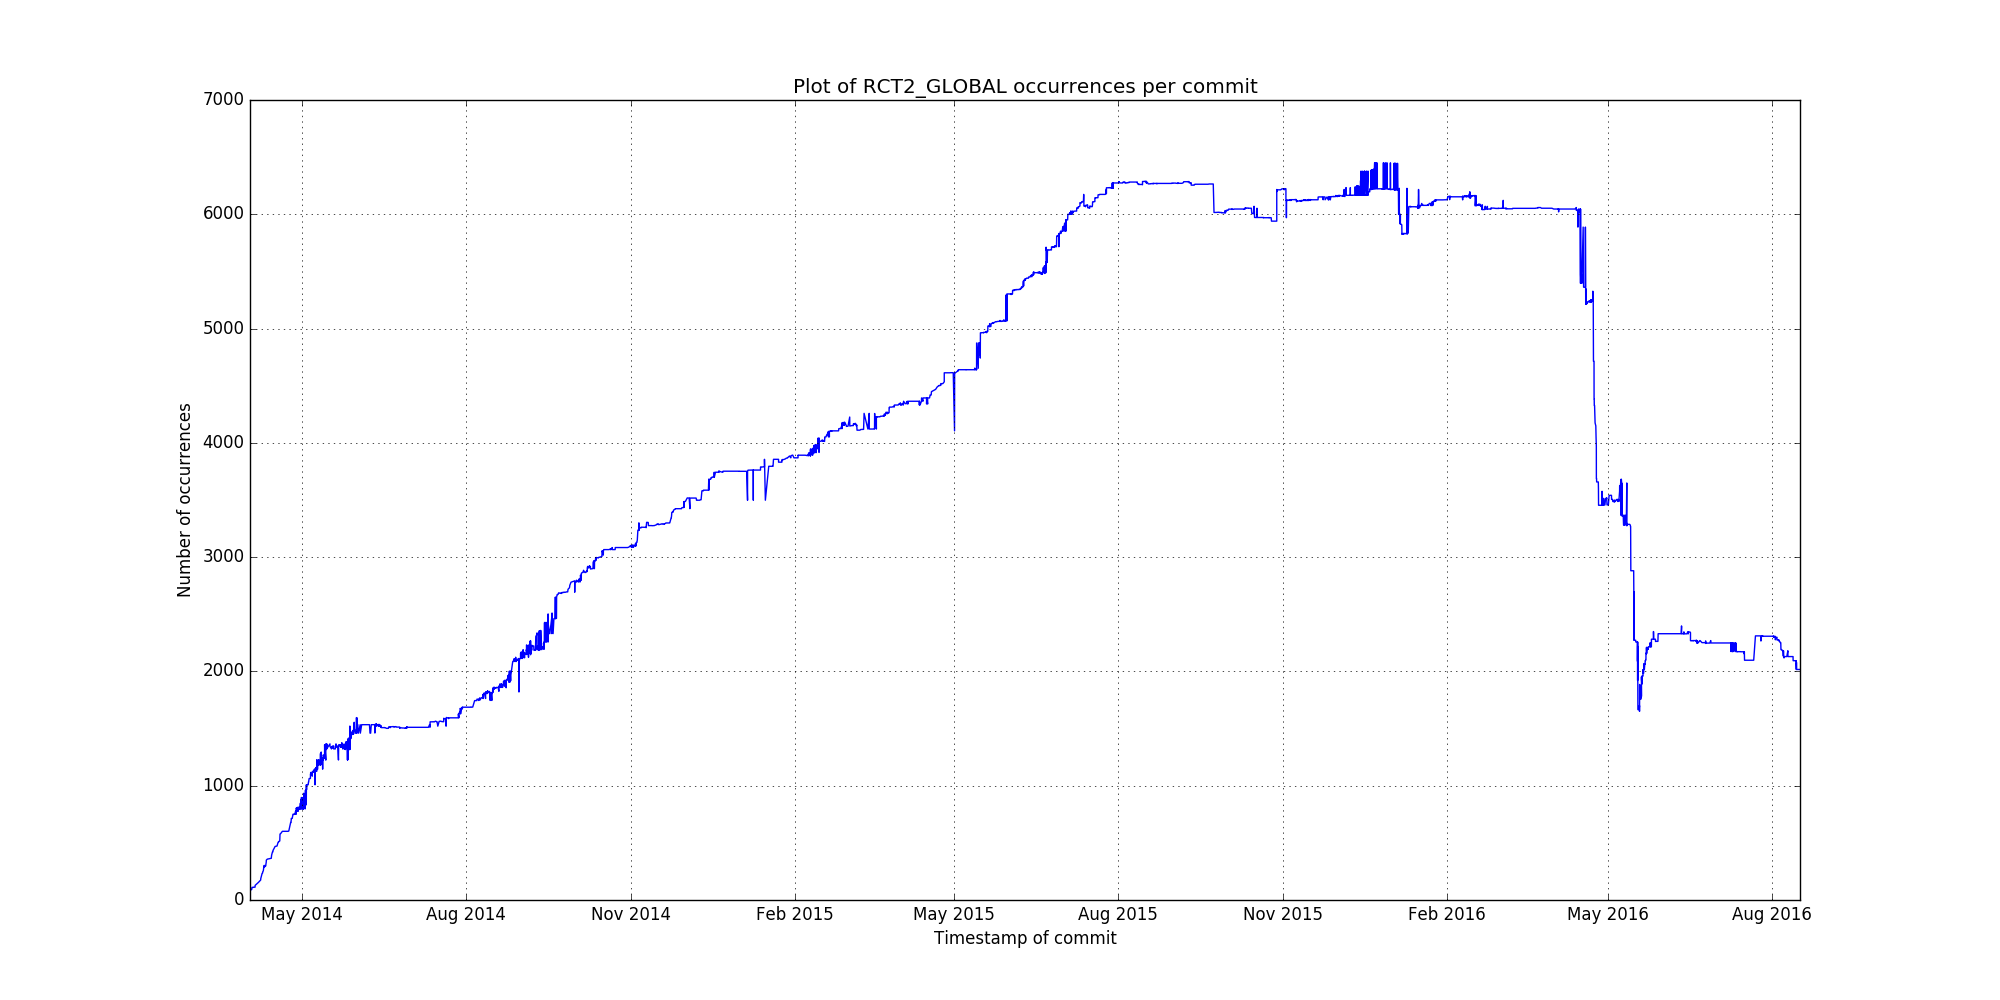 Plot of RCT2_GLOBAL occurrences per commit
7000
6000
5000
4000
3000
2000
1000
0
Number of occurrences
May 2014 Aug 2014 Nov 2014 Feb 2015 May 2015 Aug 2015 Nov 2015 Feb 2016 May 2016 Aug 2016
Timestamp of commit